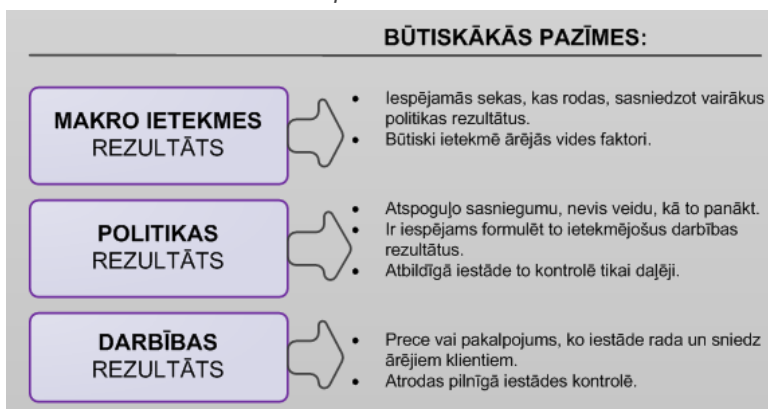 BŪTISKĀKĀS PAZĪMES:
MAKRO IETEKMES
REZULTĀTS
• Iespējamās sekas, kas rodas, sasniedzot vairākus
politikas rezultātus.
• Būtiski ietekmē ārējās vides faktori.
POLITIKAS
REZULTĀTS
• Atspoguļo sasniegumu, nevis veidu, kā to panākt.
• Ir iespējams formulēt to ietekmējošus darbības
rezultātus.
• Atbildīgā iestāde to kontrolē tikai daļēji.
DARBĪBAS
REZULTĀTS
• Prece vai pakalpojums, ko iestāde rada un sniedz
ārējiem klientiem.
• Atrodas pilnīgā iestādes kontrolē.